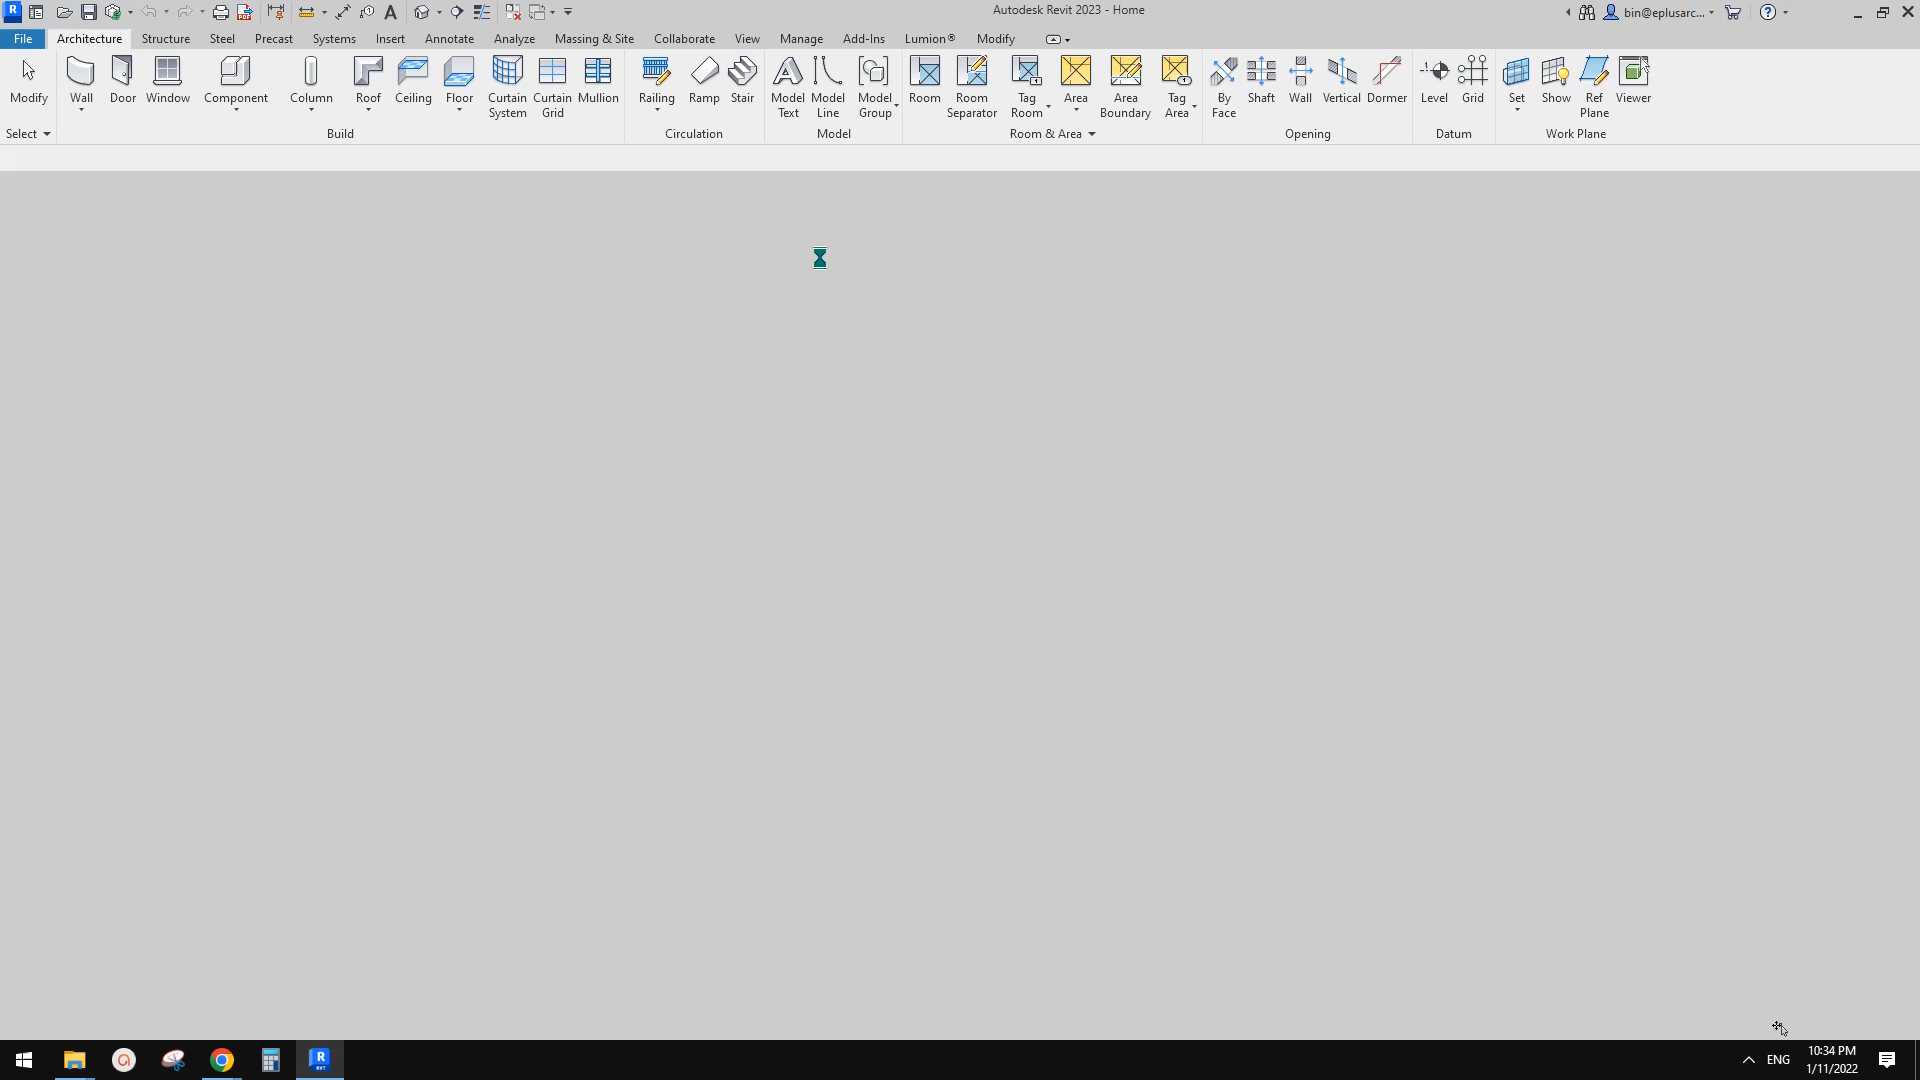 Autodesk Revit 2023 - Home
bin@eplusarc...
File Architecture Structure Steel Precast Systems Insert Annotate Analyze Massing & Site Collaborate View Manage Add-Ins Lumion® Modify
Modify Wall Door Window Component Column Roof Ceiling Floor Curtain System Curtain Grid Mullion Railing Ramp Stair Model Text Model Line Model Group Room Room Separator Tag Room Area Area Boundary Tag Area By Face Shaft Wall Vertical Dormer Level Grid Set Show Ref Plane Viewer
Select Build Circulation Model Room & Area Opening Datum Work Plane
ENG
10:34 PM
1/11/2022